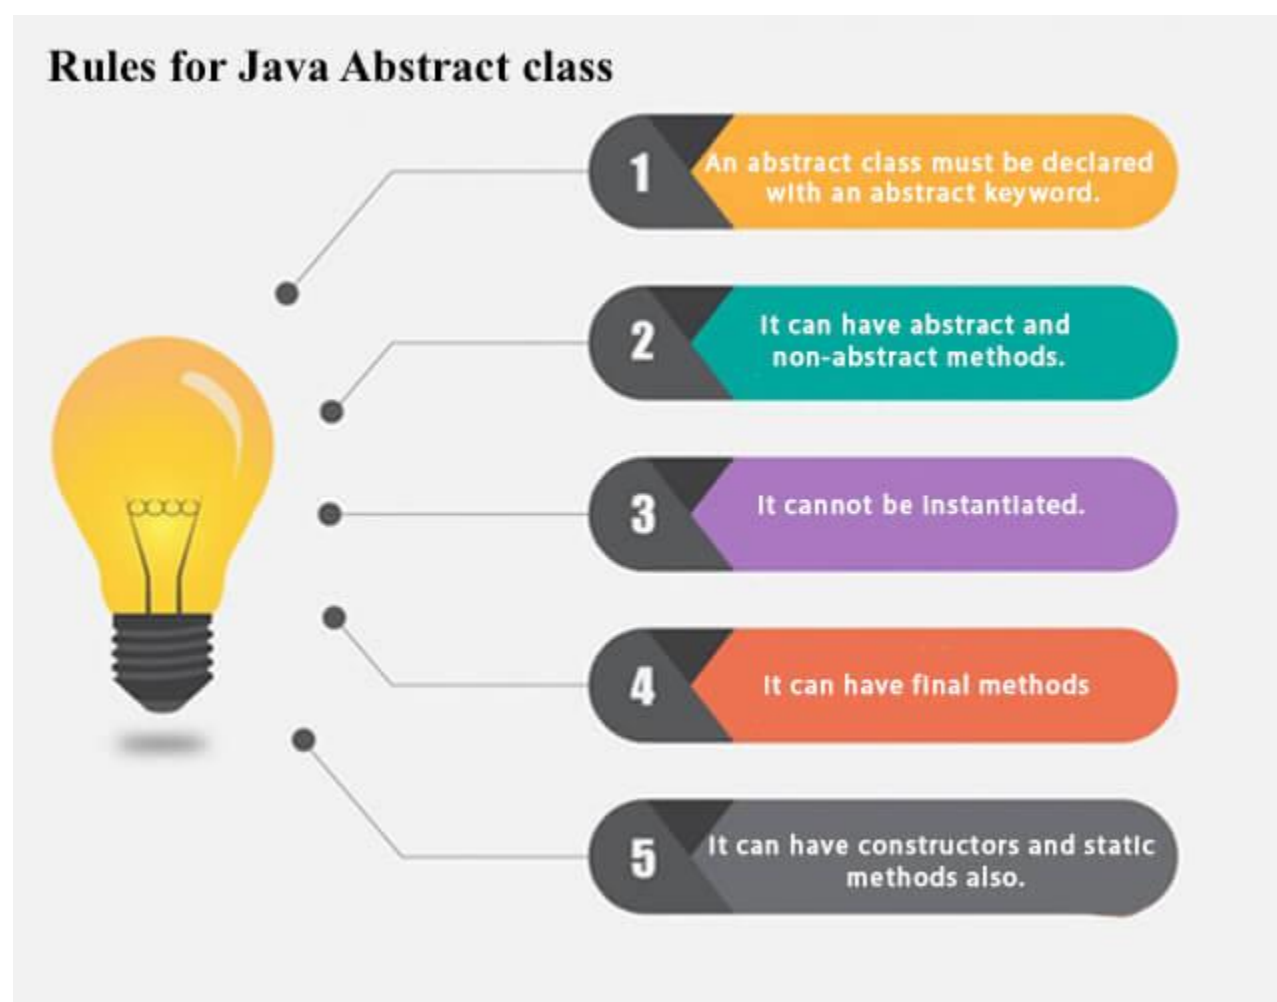 Rules for Java Abstract class
1
An abstract class must be declared
with an abstract keyword.
2
It can have abstract and
non-abstract methods.
3
It cannot be instantiated.
4
It can have final methods
5
It can have constructors and static
methods also.